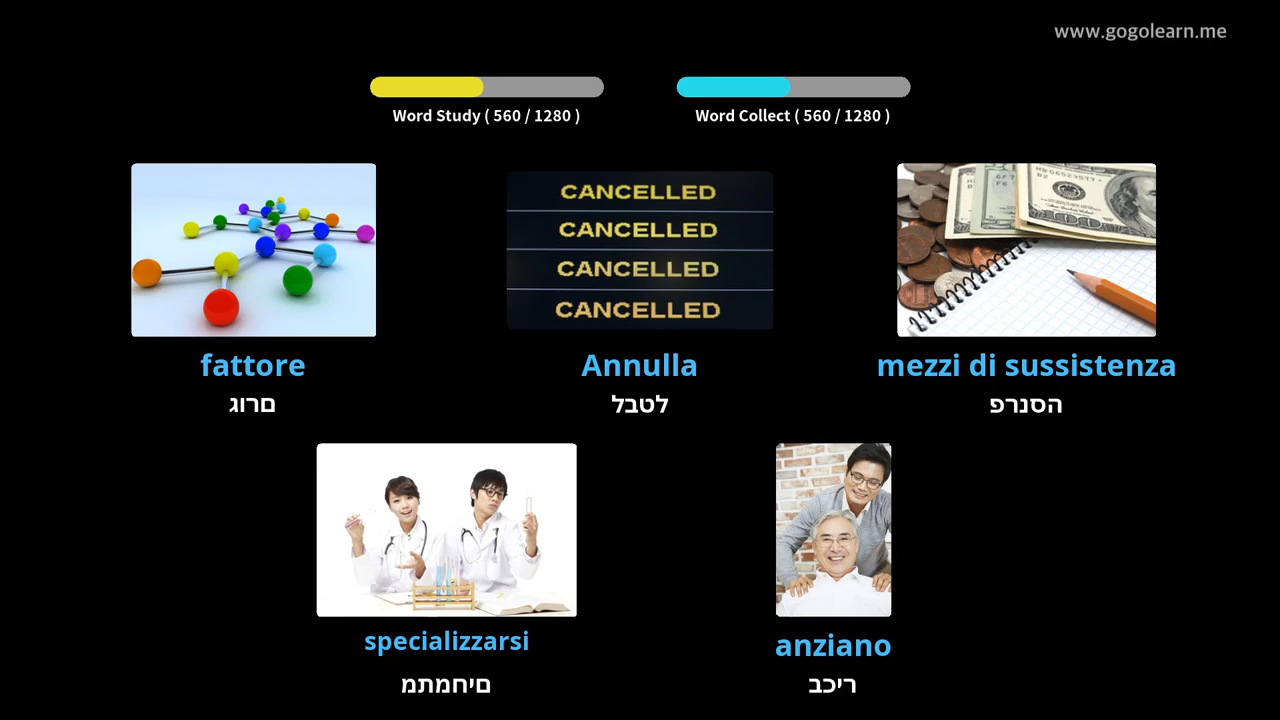 www.gogolearn.me
Word Study ( 560 / 1280 )
Word Collect ( 560 / 1280 )
CANCELLED
CANCELLED
CANCELLED
CANCELLED
fattore
םרוג
Annulla
לטבל
mezzi di sussistenza
הסנרפ
specializzarsi
םיחמתמ
anziano
ריכב